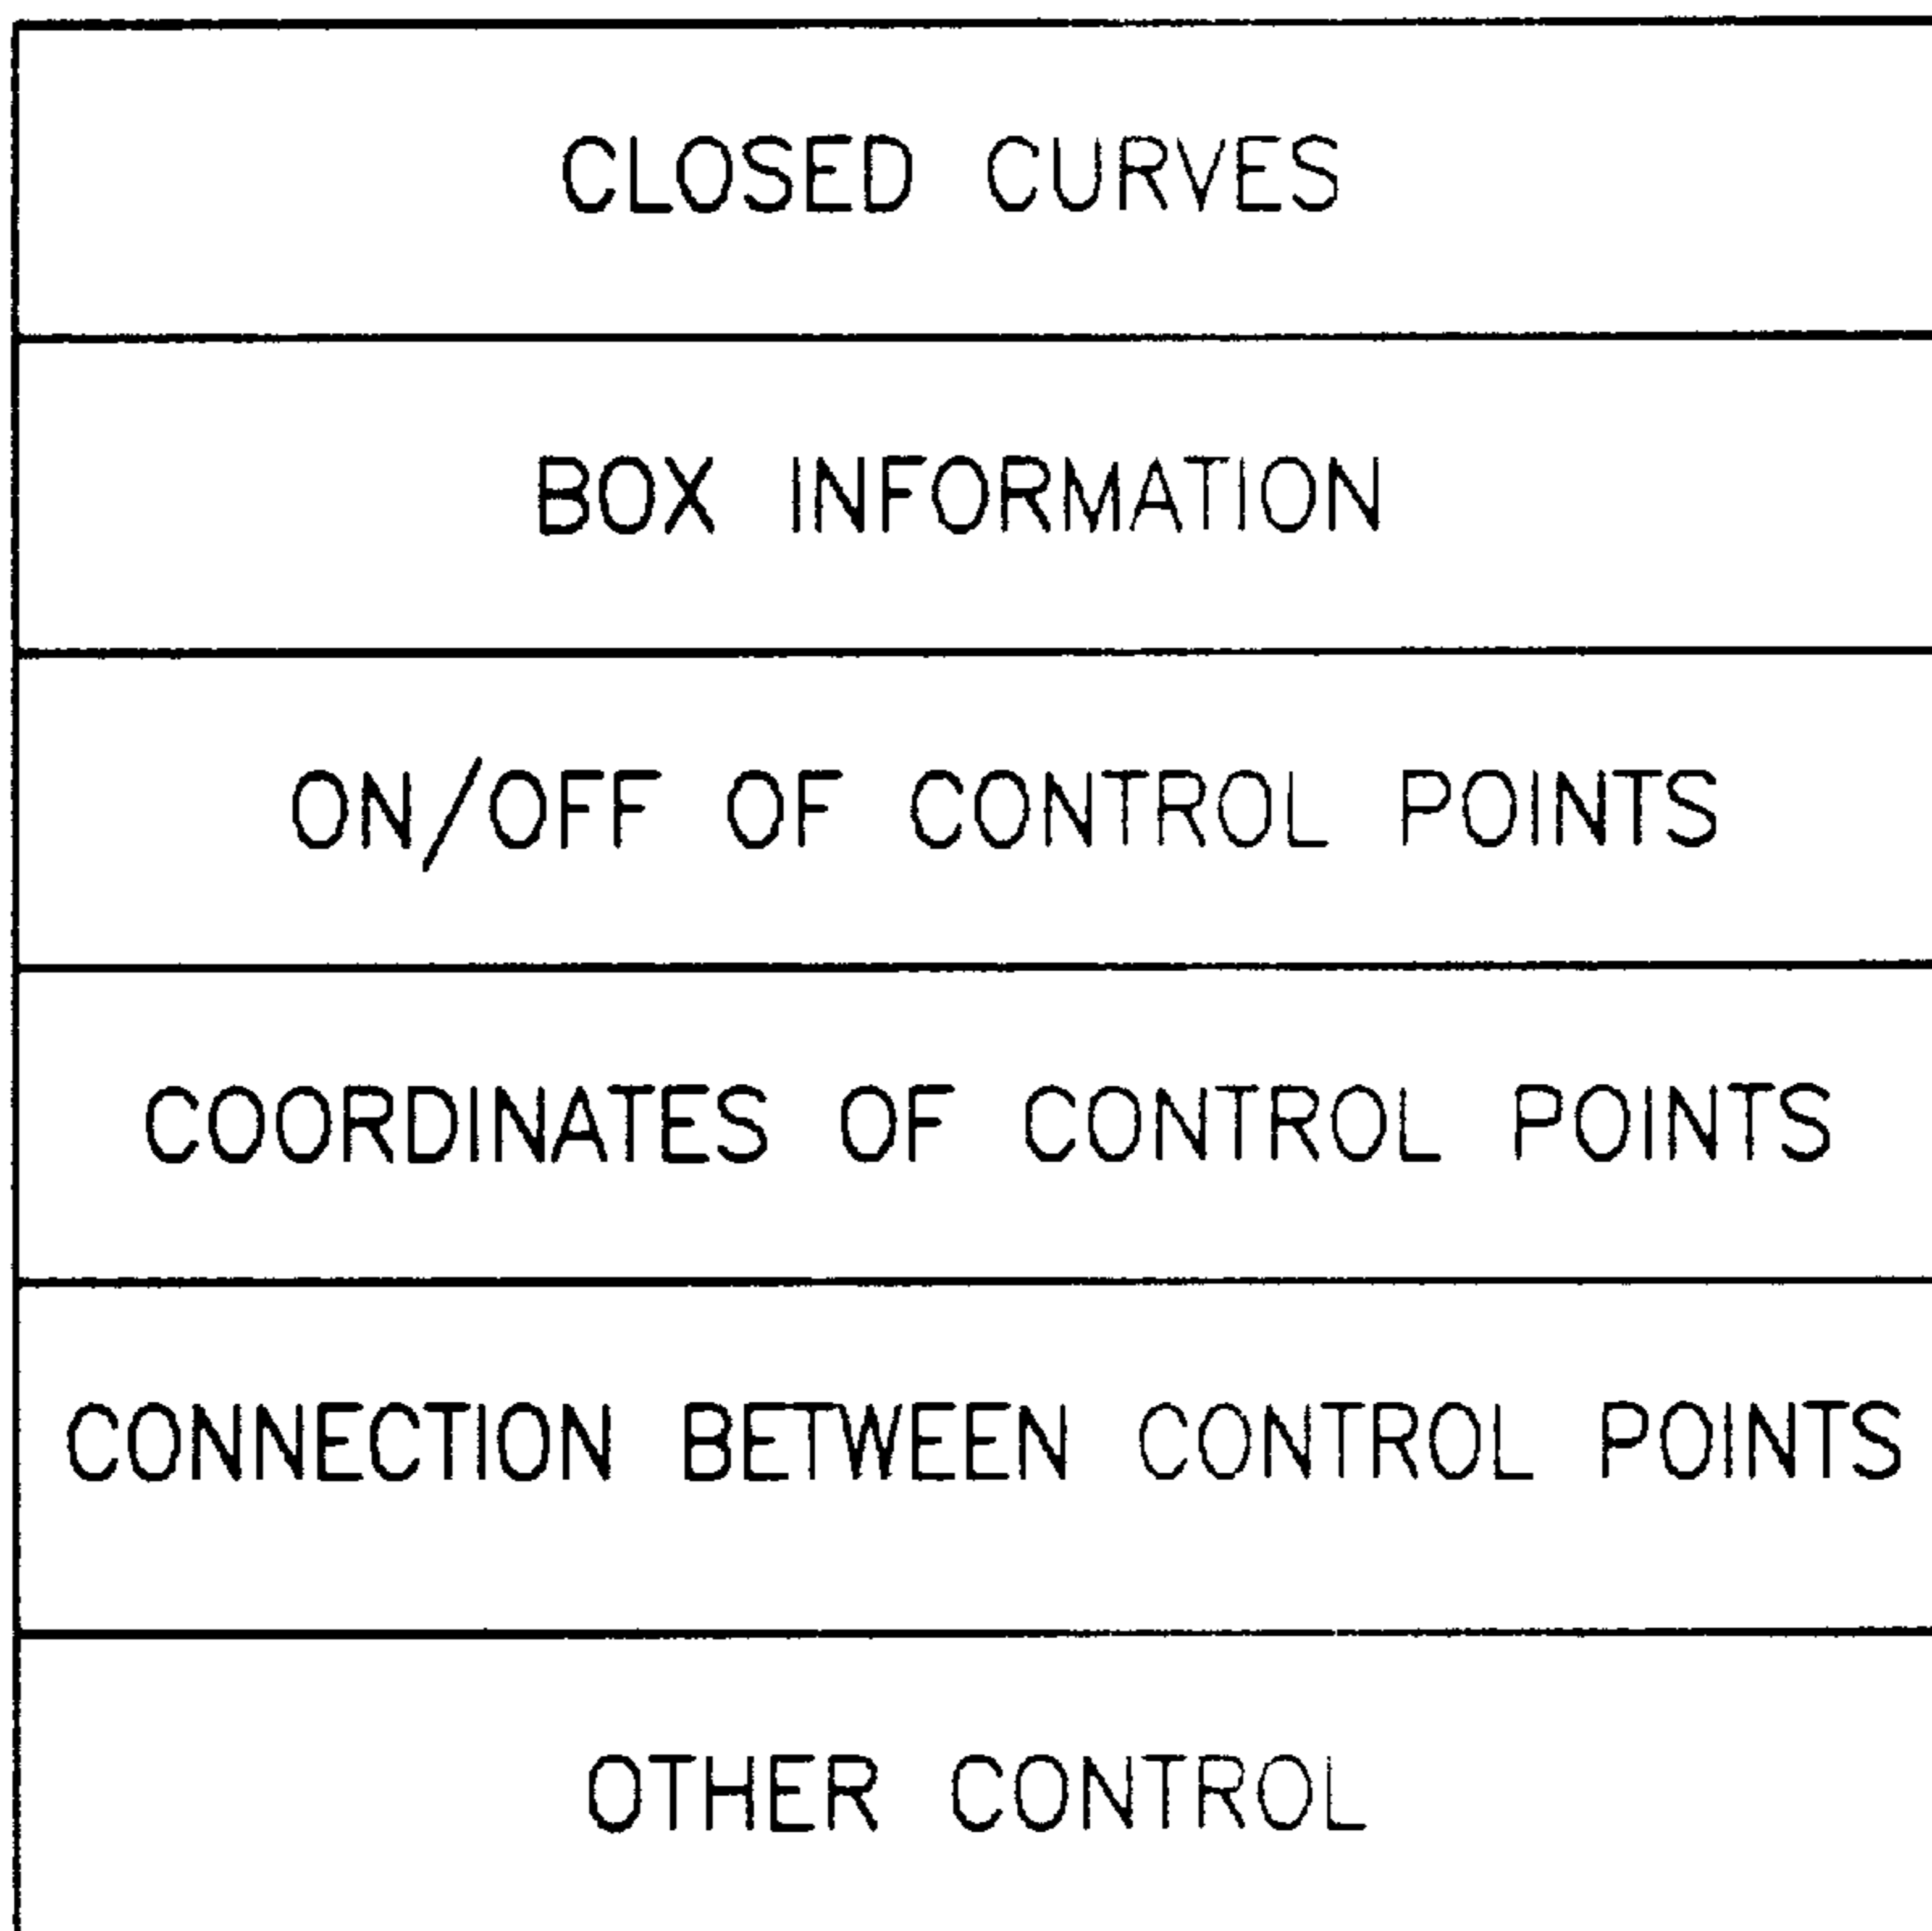 CLOSED CURVES
BOX INFORMATION
ON/OFF OF CONTROL POINTS
COORDINATES OF CONTROL POINTS
CONNECTION BETWEEN CONTROL POINTS
OTHER CONTROL